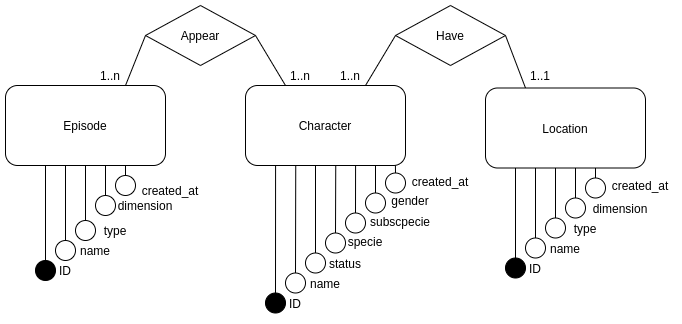 Appear
Have
1..n
1..n
1..n
1..1
Episode
Character
Location
created_at
dimension
type
name
ID
created_at
gender
subscpecie
specie
status
name
ID
created_at
dimension
type
name
ID